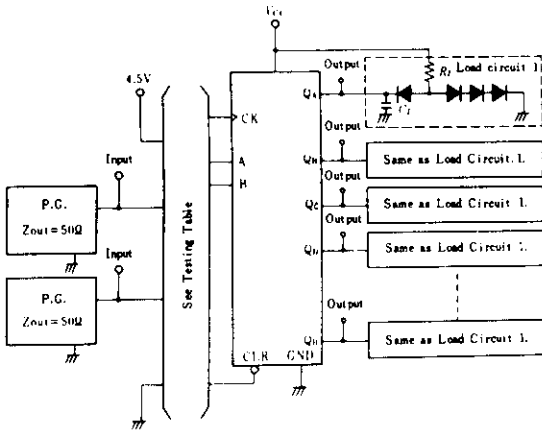 Vcc
Output
RL Load circuit 1
4.5V
QA
CL
CK
Input
Output
A
QB
Same as Load Circuit 1.
B
P.G.
Zout = 50Ω
See Testing Table
Output
QC
Same as Load Circuit 1.
Output
Input
QD
Same as Load Circuit 1.
P.G.
Zout = 50Ω
Output
QH
Same as Load Circuit 1.
CLR
GND